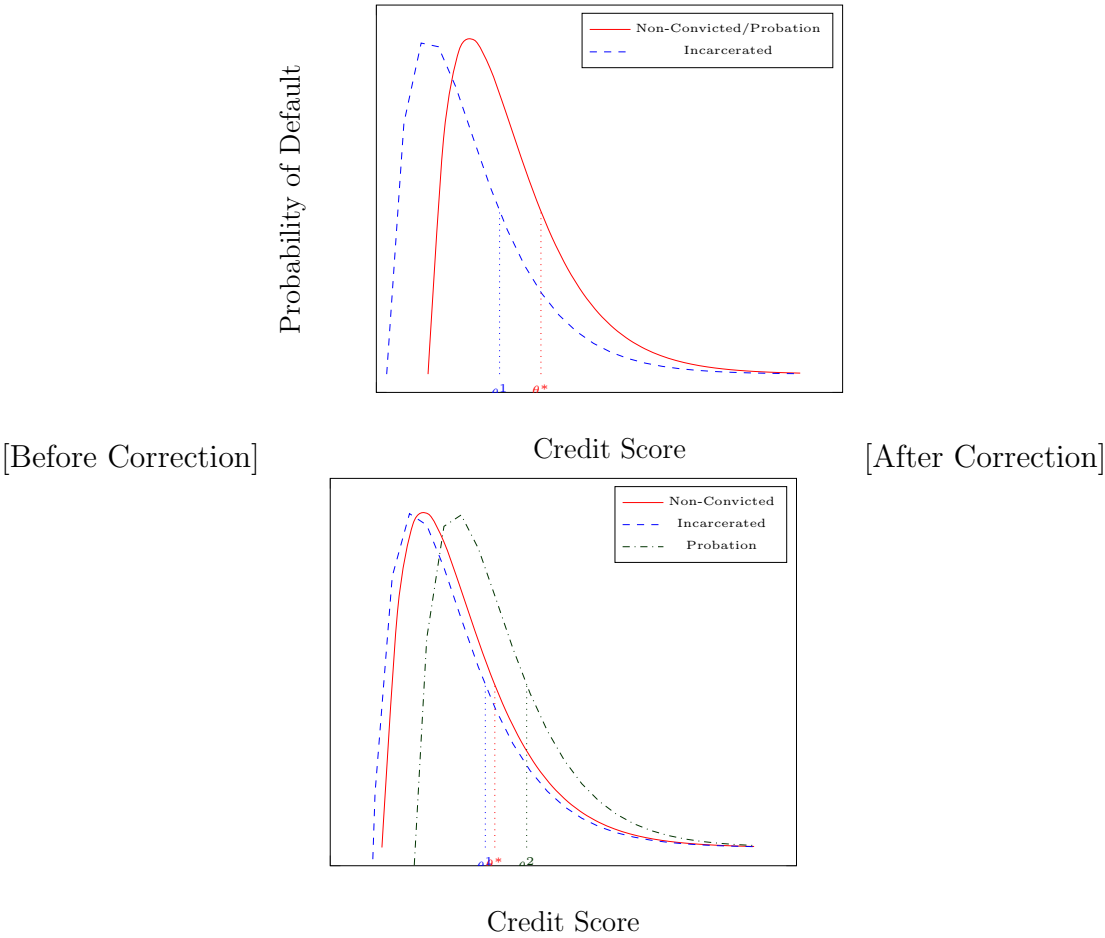 Non-Convicted/Probation
Incarcerated
Probability of Default
θ*
Credit Score
[Before Correction]
[After Correction]
Non-Convicted
Incarcerated
Probation
Credit Score